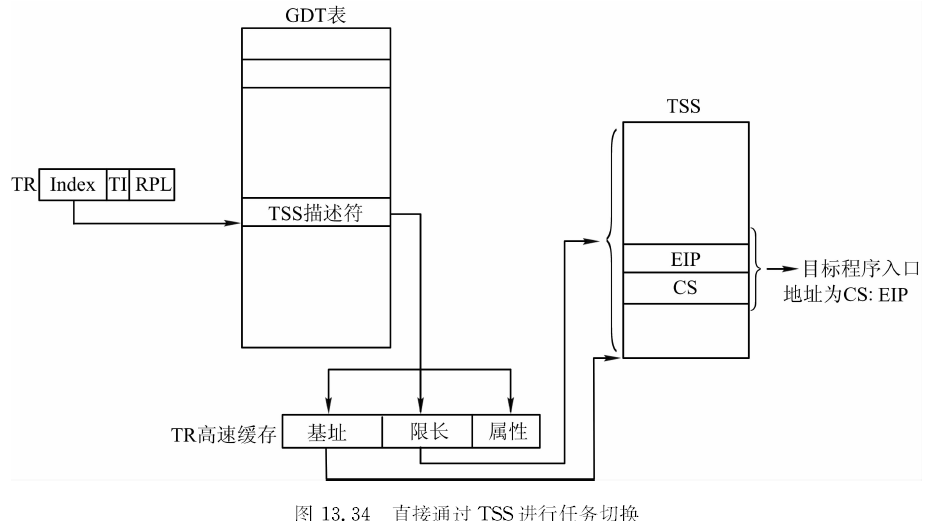 GDT表
TSS
TR Index TI RPL
TSS描述符
EIP
CS
目标程序入口
地址为CS: EIP
TR高速缓存 基址 限长 属性
图 13.34 直接通过 TSS 进行任务切换